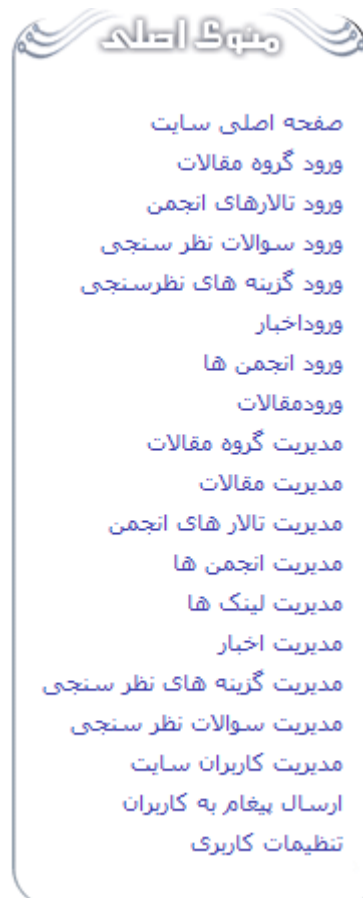 منوی اصلی
صفحه اصلی سایت
ورود گروه مقالات
ورود تالارهای انجمن
ورود سوالات نظر سنجی
ورود گزینه های نظرسنجی
وروداخبار
ورود انجمن ها
ورودمقالات
مدیریت گروه مقالات
مدیریت مقالات
مدیریت تالار های انجمن
مدیریت انجمن ها
مدیریت لینک ها
مدیریت اخبار
مدیریت گزینه های نظر سنجی
مدیریت سوالات نظر سنجی
مدیریت کاربران سایت
ارسال پیغام به کاربران
تنظیمات کاربری